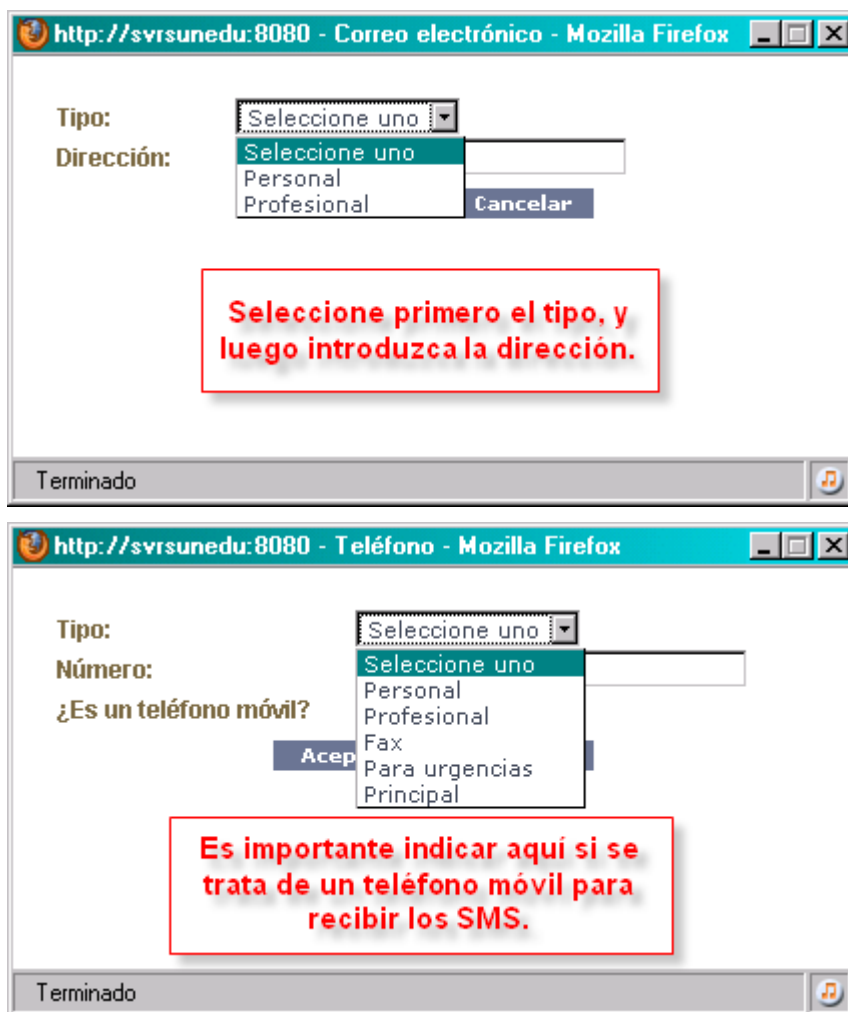 http://svrsunedu:8080 - Correo electrónico - Mozilla Firefox
Tipo:
Seleccione uno
Dirección:
Seleccione uno
Personal
Profesional
Cancelar
Seleccione primero el tipo, y
luego introduzca la dirección.
Terminado
http://svrsunedu:8080 - Teléfono - Mozilla Firefox
Tipo:
Seleccione uno
Número:
Seleccione uno
Personal
¿Es un teléfono móvil?
Profesional
Fax
Acep
Para urgencias
Principal
Es importante indicar aquí si se
trata de un teléfono móvil para
recibir los SMS.
Terminado